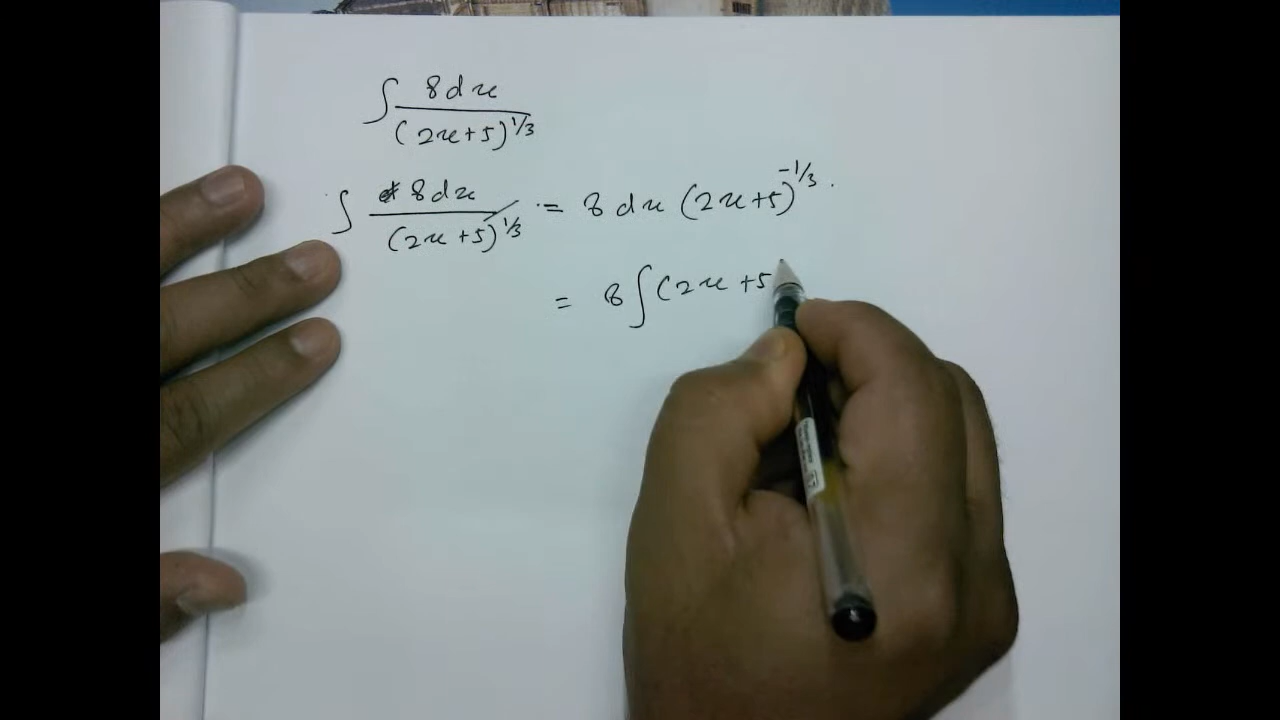 ∫ 8dx / (2x+5)^1/3
∫ 8dx / (2x+5)^1/3 = 8 dx (2x+5)^-1/3.
= 8 ∫ (2x+5